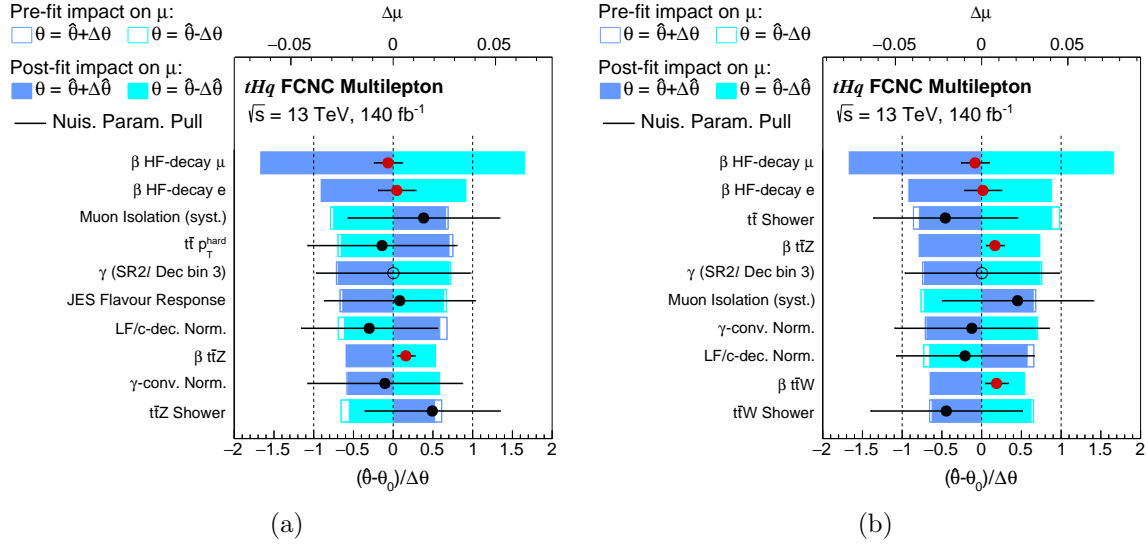 Pre-fit impact on μ:
θ = θ̂+Δθ θ = θ̂-Δθ
Post-fit impact on μ:
θ = θ̂+Δθ̂ θ = θ̂-Δθ̂
Nuis. Param. Pull
Δμ
−0.05 0 0.05
tHq FCNC Multilepton
√s = 13 TeV, 140 fb⁻¹
β HF-decay μ
β HF-decay e
Muon Isolation (syst.)
tt̄ p_T^hard
γ (SR2l Dec bin 3)
JES Flavour Response
LF/c-dec. Norm.
β tt̄Z
γ-conv. Norm.
tt̄Z Shower
−2 −1.5 −1 −0.5 0 0.5 1 1.5 2
(θ̂-θ₀)/Δθ
(a)
Pre-fit impact on μ:
θ = θ̂+Δθ θ = θ̂-Δθ
Post-fit impact on μ:
θ = θ̂+Δθ̂ θ = θ̂-Δθ̂
Nuis. Param. Pull
Δμ
−0.05 0 0.05
tHq FCNC Multilepton
√s = 13 TeV, 140 fb⁻¹
β HF-decay μ
β HF-decay e
tt̄ Shower
β tt̄Z
γ (SR2l Dec bin 3)
Muon Isolation (syst.)
γ-conv. Norm.
LF/c-dec. Norm.
β tt̄W
tt̄W Shower
−2 −1.5 −1 −0.5 0 0.5 1 1.5 2
(θ̂-θ₀)/Δθ
(b)